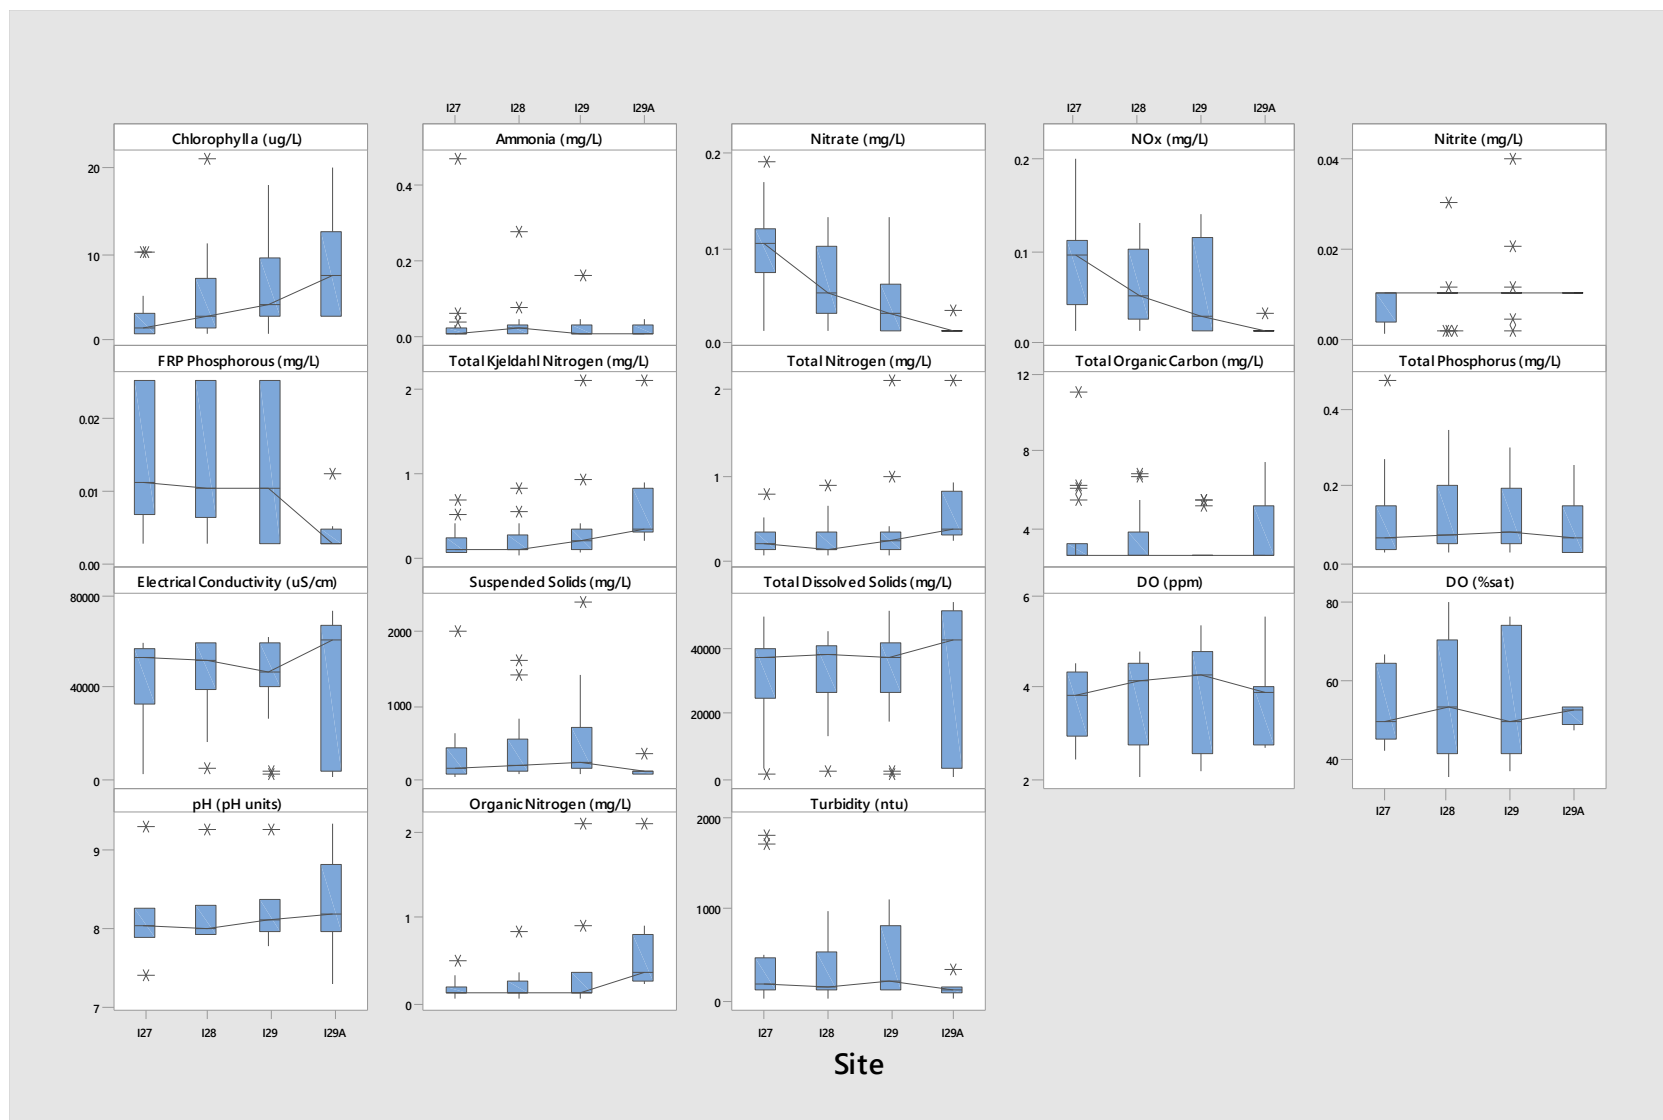 I27 I28 I29 I29A I27 I28 I29 I29A
Chlorophylla (ug/L) Ammonia (mg/L) Nitrate (mg/L) NOx (mg/L) Nitrite (mg/L)
20 10 0 0.4 0.2 0.0 0.2 0.1 0.0 0.2 0.1 0.0 0.04 0.02 0.00
FRP Phosphorous (mg/L) Total Kjeldahl Nitrogen (mg/L) Total Nitrogen (mg/L) Total Organic Carbon (mg/L) Total Phosphorus (mg/L)
0.02 0.01 0.00 2 1 0 2 1 0 12 8 4 0.4 0.2 0.0
Electrical Conductivity (uS/cm) Suspended Solids (mg/L) Total Dissolved Solids (mg/L) DO (ppm) DO (%sat)
80000 40000 0 2000 1000 0 40000 20000 0 6 4 2 80 60 40
I27 I28 I29 I29A
pH (pH units) Organic Nitrogen (mg/L) Turbidity (ntu)
9 8 7 2 1 0 2000 1000 0
I27 I28 I29 I29A I27 I28 I29 I29A
Site